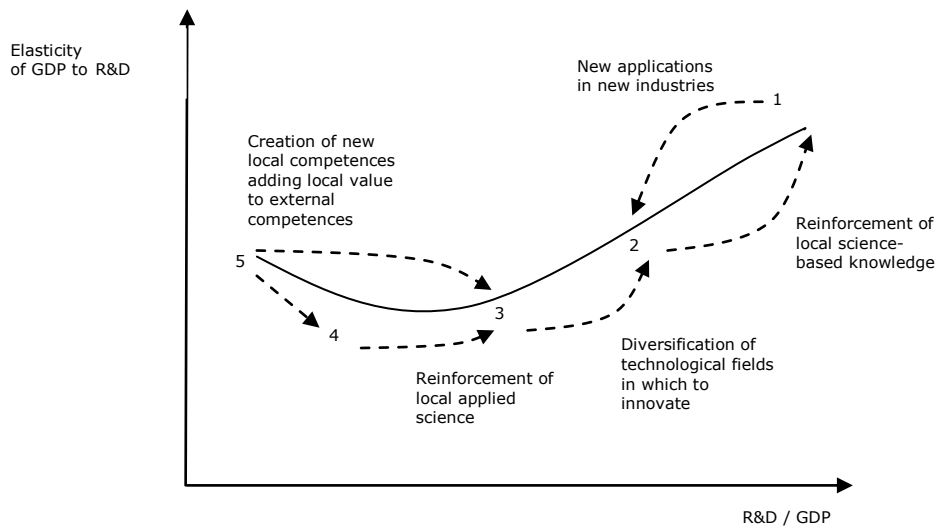 Elasticity
of GDP to R&D
New applications
in new industries
1
Creation of new
local competences
adding local value
to external
competences
2
Reinforcement of
local science-
based knowledge
5
3
4
Diversification of
technological fields
in which to
innovate
Reinforcement of
local applied
science
R&D / GDP